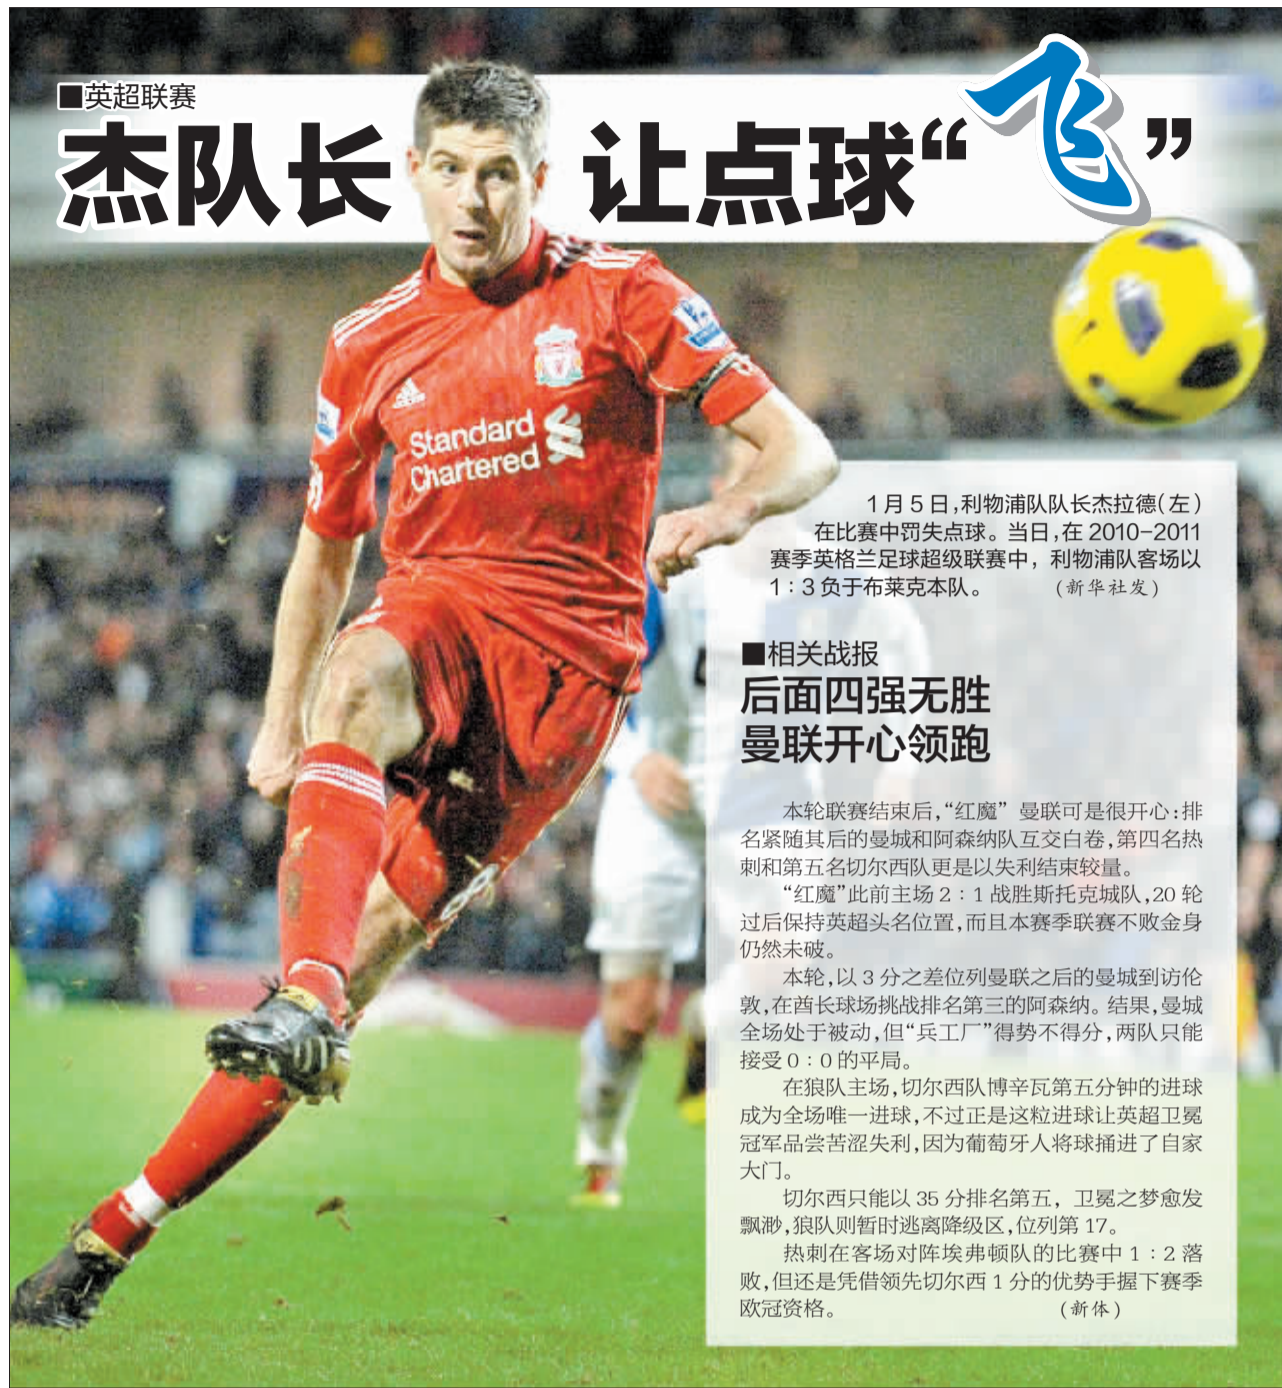 ■英超联赛
杰队长 让点球“飞”
Standard
Chartered
1月5日,利物浦队队长杰拉德(左)
在比赛中罚失点球。当日,在2010-2011
赛季英格兰足球超级联赛中，利物浦队客场以
1：3负于布莱克本队。 (新华社发)
■相关战报
后面四强无胜
曼联开心领跑
本轮联赛结束后,“红魔”曼联可是很开心:排
名紧随其后的曼城和阿森纳队互交白卷,第四名热
刺和第五名切尔西队更是以失利结束较量。
“红魔”此前主场2：1战胜斯托克城队,20轮
过后保持英超头名位置,而且本赛季联赛不败金身
仍然未破。
本轮,以3分之差位列曼联之后的曼城到访伦
敦,在酋长球场挑战排名第三的阿森纳。结果,曼城
全场处于被动,但“兵工厂”得势不得分,两队只能
接受0：0的平局。
在狼队主场,切尔西队博辛瓦第五分钟的进球
成为全场唯一进球,不过正是这粒进球让英超卫冕
冠军品尝苦涩失利,因为葡萄牙人将球捅进了自家
大门。
切尔西只能以35分排名第五，卫冕之梦愈发
飘渺,狼队则暂时逃离降级区,位列第17。
热刺在客场对阵埃弗顿队的比赛中1：2落
败,但还是凭借领先切尔西1分的优势手握下赛季
欧冠资格。 (新体)
8